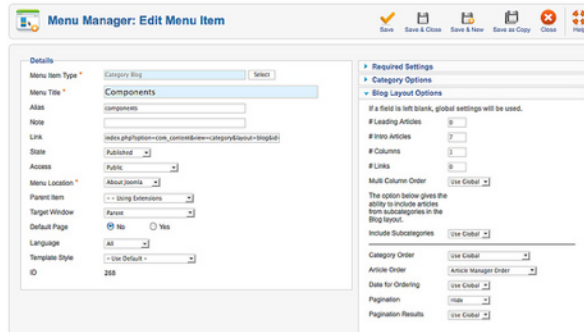 Menu Manager: Edit Menu Item
Save
Save & Close
Save & New
Save as Copy
Close
Help
Details
Menu Item Type *
Category Blog
Select
Menu Title *
Components
Alias
components
Note
Link
index.php?option=com_content&view=category&layout=blog&id=
State
Published
Access
Public
Menu Location *
About Joomla
Parent Item
- - Using Extensions
Target Window
Parent
Default Page
No
Yes
Language
All
Template Style
- Use Default -
ID
268
Required Settings
Category Options
Blog Layout Options
If a field is left blank, global settings will be used.
# Leading Articles
0
# Intro Articles
7
# Columns
1
# Links
0
Multi Column Order
Use Global
The option below gives the
ability to include articles
from subcategories in the
Blog layout.
Include Subcategories
Use Global
Category Order
Use Global
Article Order
Article Manager Order
Date for Ordering
Use Global
Pagination
Hide
Pagination Results
Use Global